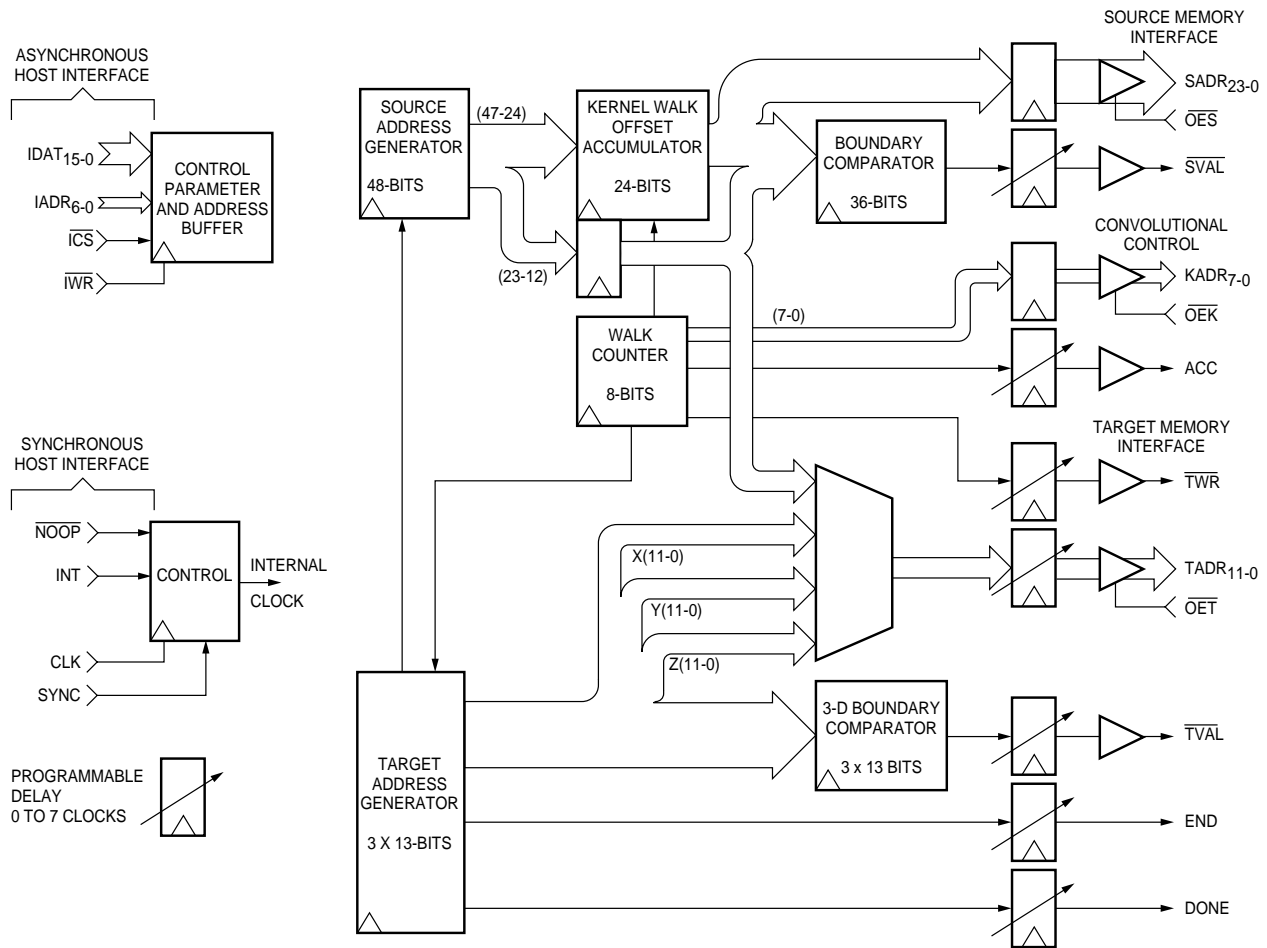 ASYNCHRONOUS
HOST INTERFACE
IDAT15-0
IADR6-0
ICS
IWR
CONTROL
PARAMETER
AND ADDRESS
BUFFER
SYNCHRONOUS
HOST INTERFACE
NOOP
INT
CLK
SYNC
CONTROL
INTERNAL
CLOCK
PROGRAMMABLE
DELAY
0 TO 7 CLOCKS
SOURCE
ADDRESS
GENERATOR
48-BITS
(47-24)
(23-12)
KERNEL WALK
OFFSET
ACCUMULATOR
24-BITS
WALK
COUNTER
8-BITS
(7-0)
BOUNDARY
COMPARATOR
36-BITS
X(11-0)
Y(11-0)
Z(11-0)
TARGET
ADDRESS
GENERATOR
3 X 13-BITS
3-D BOUNDARY
COMPARATOR
3 x 13 BITS
SOURCE MEMORY
INTERFACE
SADR23-0
OES
SVAL
CONVOLUTIONAL
CONTROL
KADR7-0
OEK
ACC
TARGET MEMORY
INTERFACE
TWR
TADR11-0
OET
TVAL
END
DONE